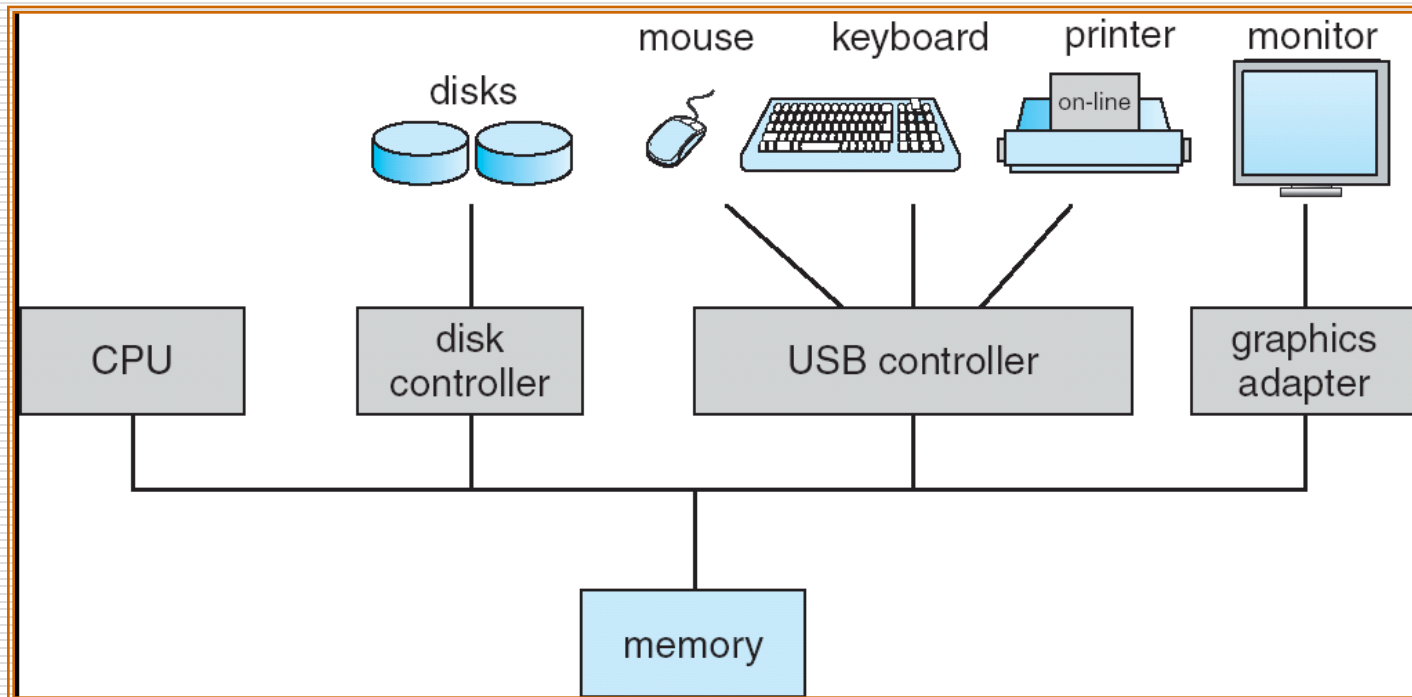 mouse keyboard printer monitor
disks
on-line
CPU
disk
controller
USB controller
graphics
adapter
memory